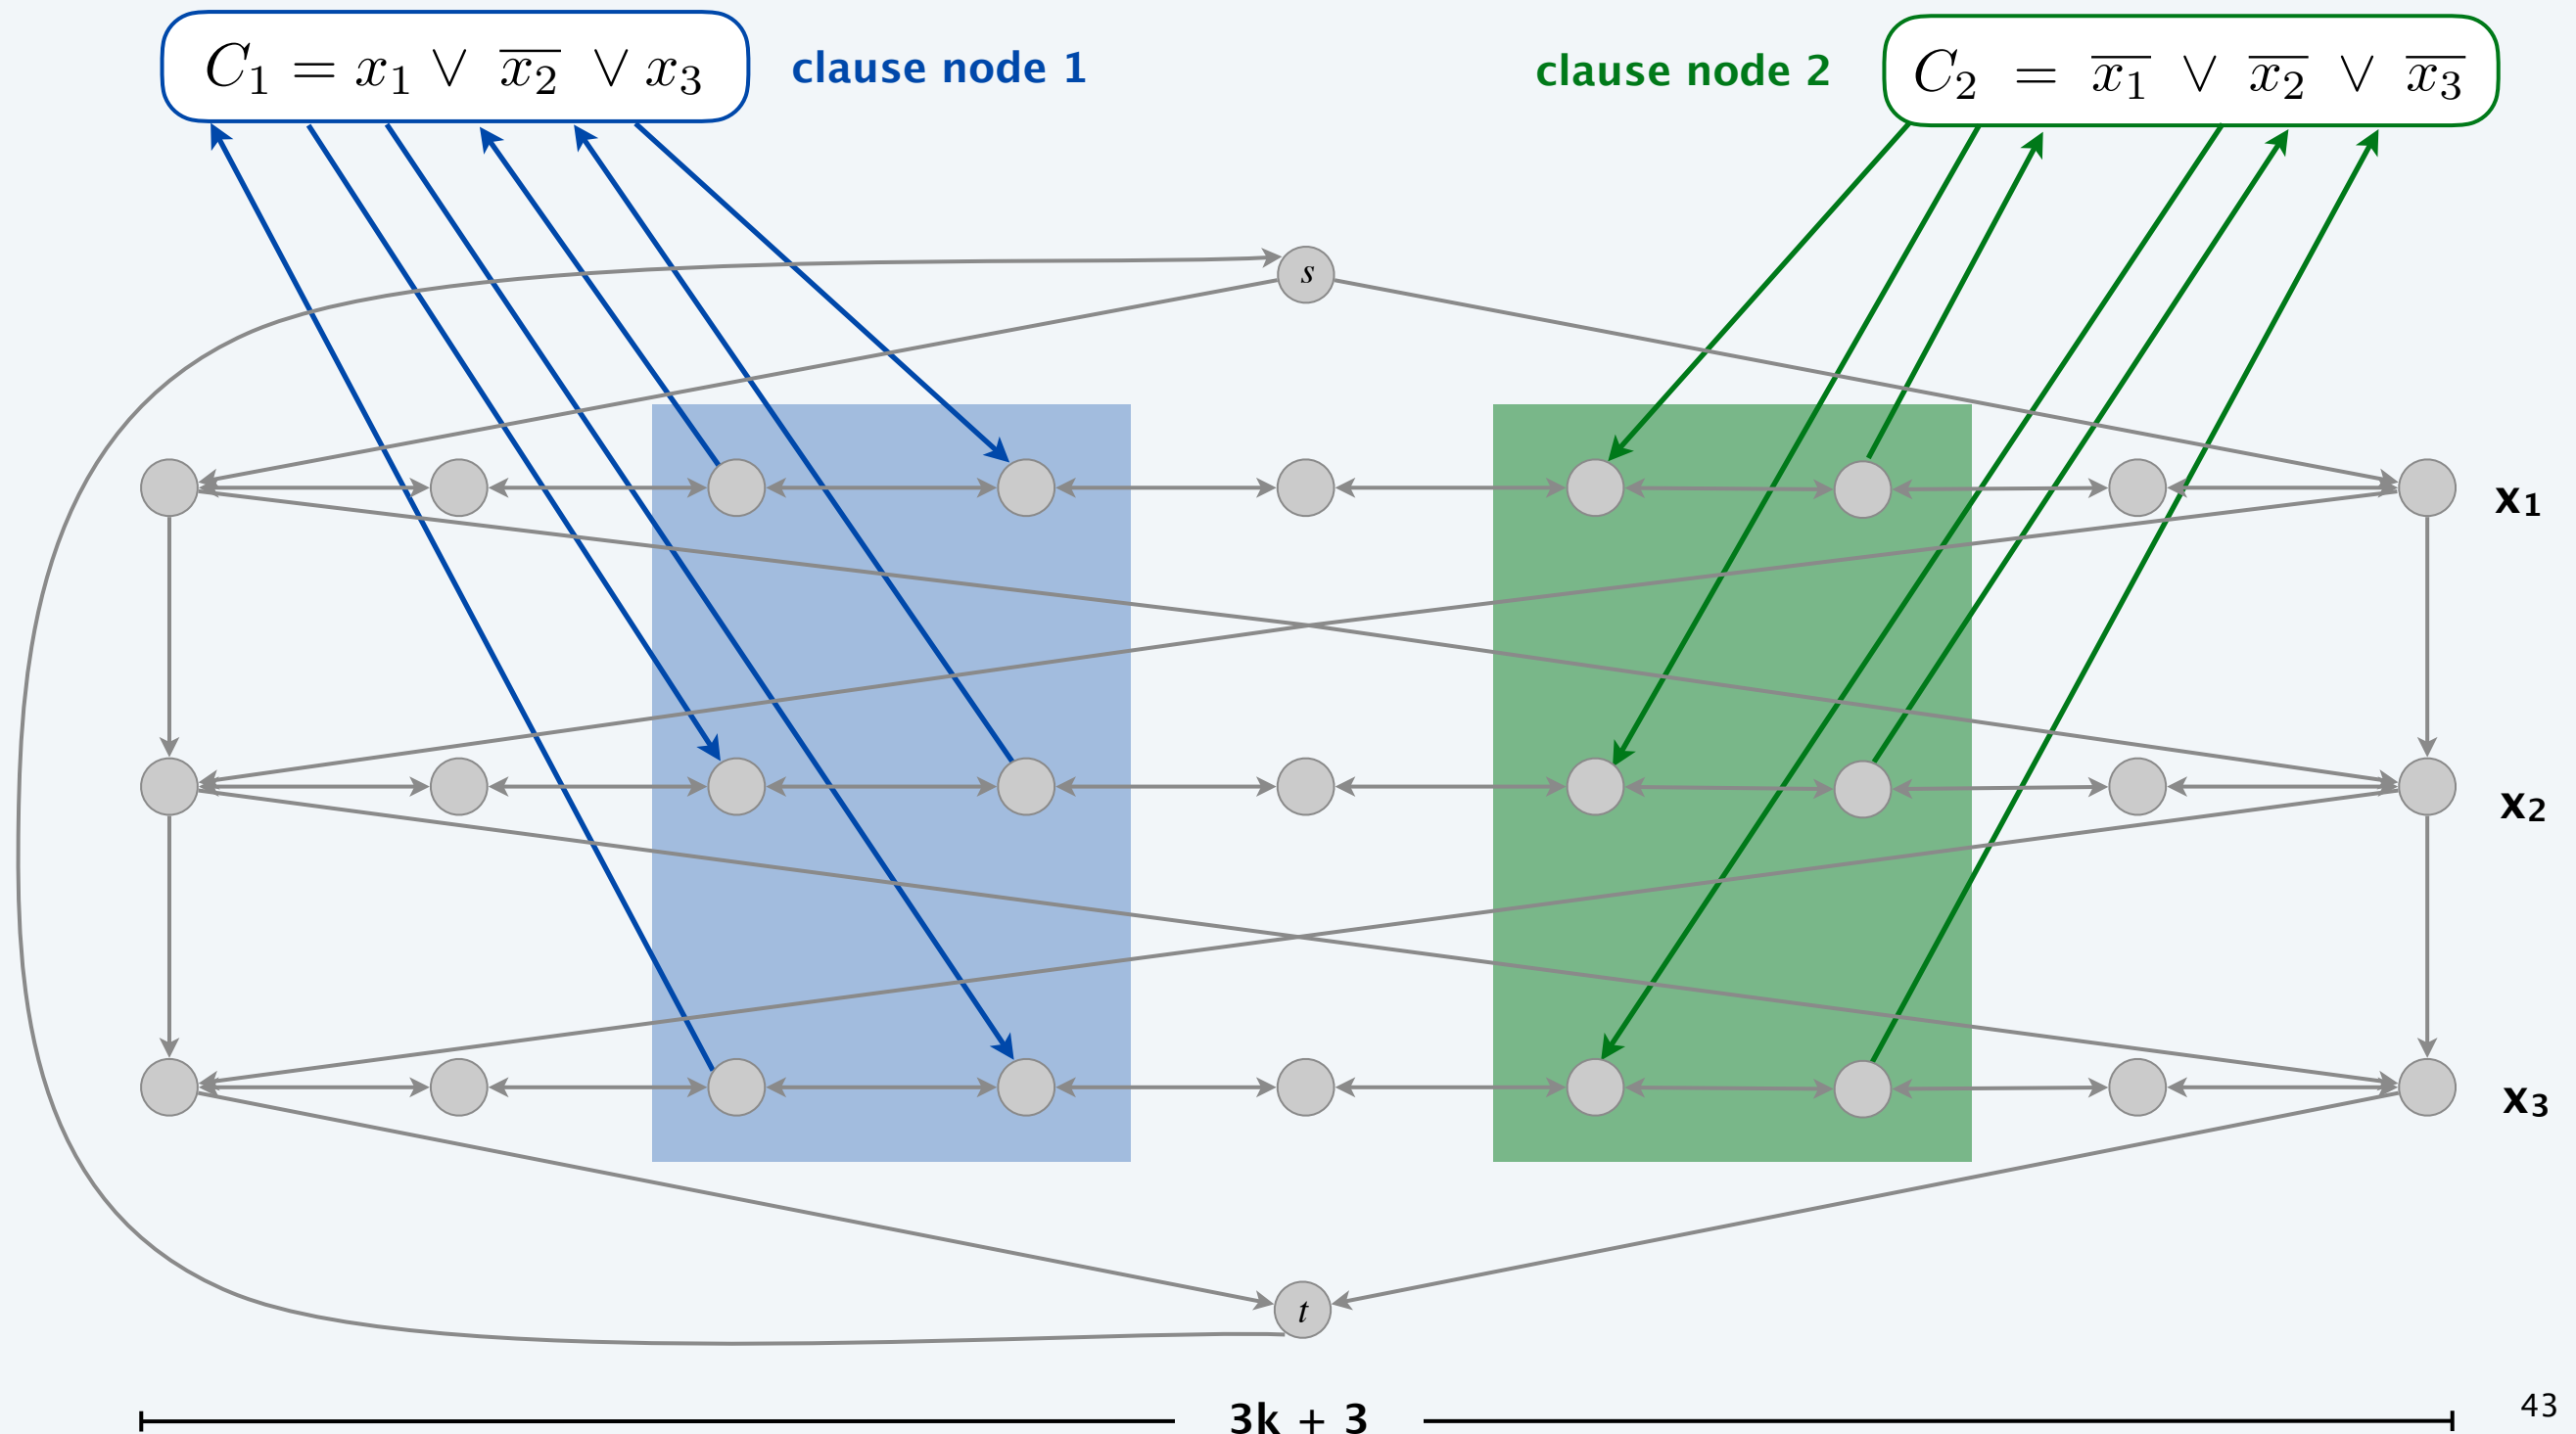 C₁ = x₁ ∨ x̅₂ ∨ x₃
clause node 1
clause node 2
C₂ = x̅₁ ∨ x̅₂ ∨ x̅₃
s
x₁
x₂
x₃
t
3k + 3
43